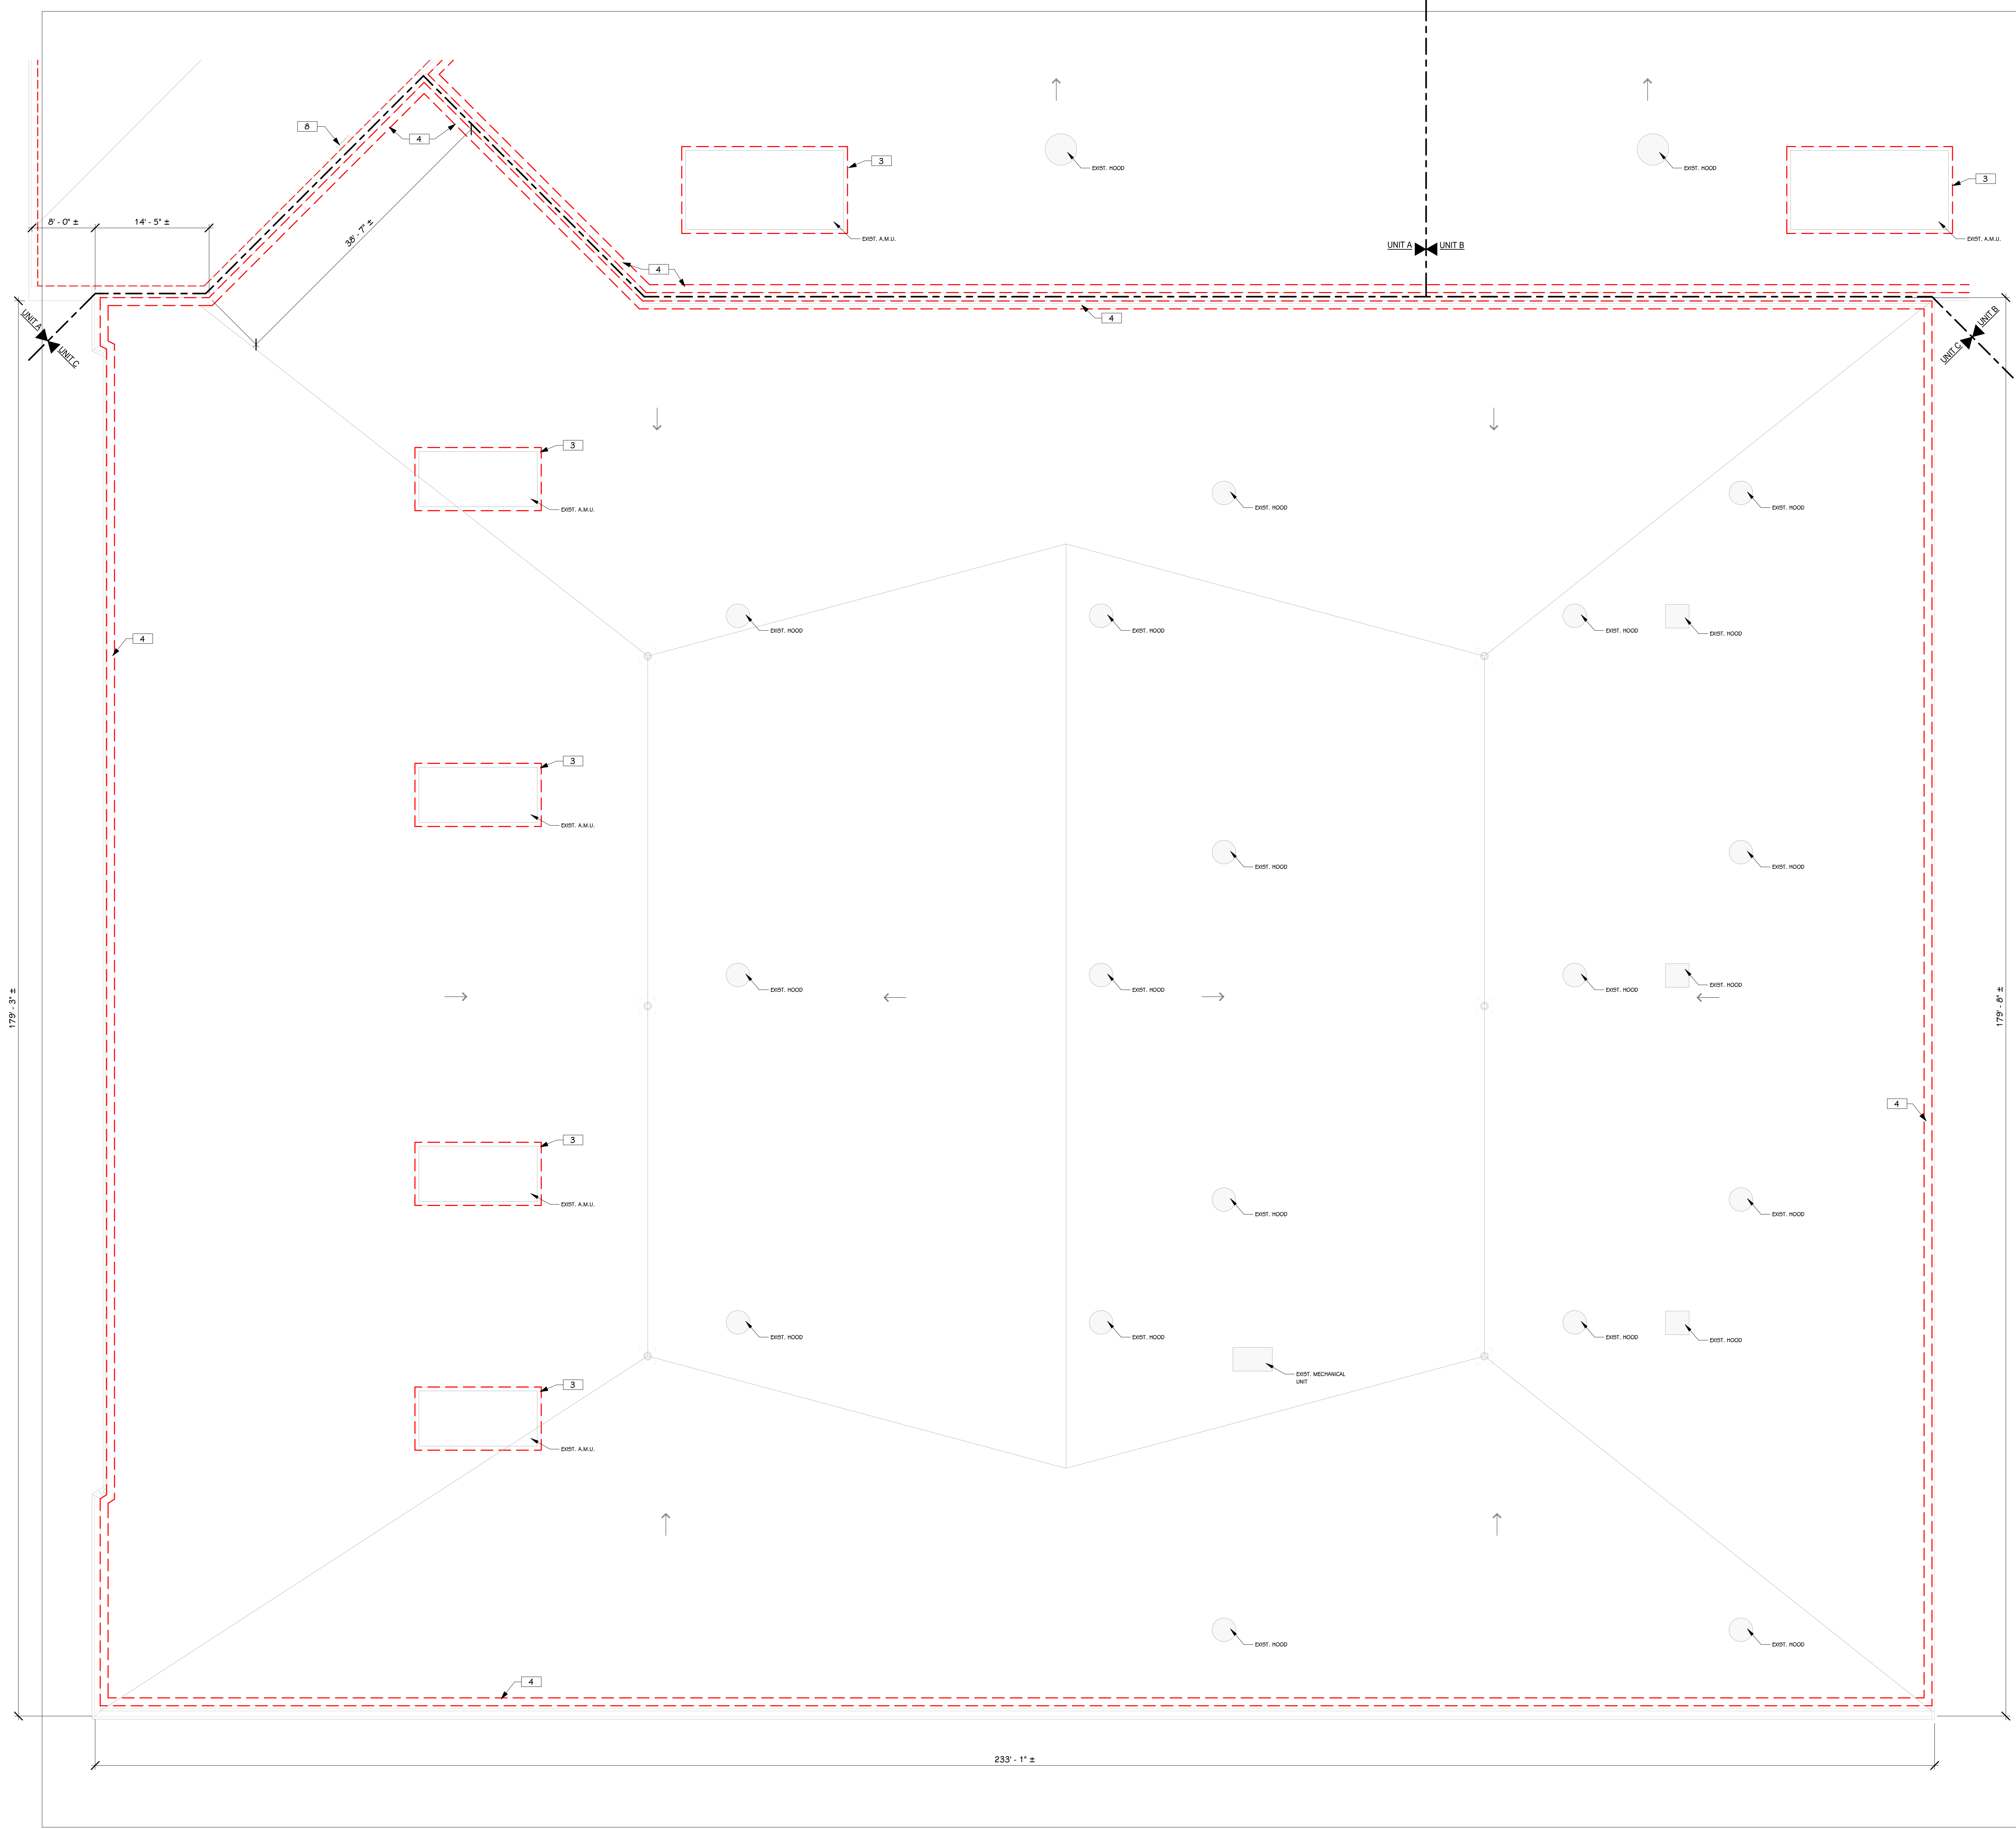 8
4
3
EXIST. HOOD
EXIST. HOOD
3
8' - 0" ±
14' - 5" ±
38' - 7" ±
EXIST. A.M.U.
EXIST. A.M.U.
UNIT A
UNIT B
4
4
UNIT A
UNIT C
UNIT B
UNIT C
3
EXIST. A.M.U.
EXIST. HOOD
EXIST. HOOD
4
EXIST. HOOD
EXIST. HOOD
EXIST. HOOD
EXIST. HOOD
3
EXIST. A.M.U.
EXIST. HOOD
EXIST. HOOD
179' - 3" ±
EXIST. HOOD
EXIST. HOOD
EXIST. HOOD
EXIST. HOOD
179' - 8" ±
4
3
EXIST. A.M.U.
EXIST. HOOD
EXIST. HOOD
EXIST. HOOD
EXIST. HOOD
EXIST. HOOD
EXIST. HOOD
EXIST. MECHANICAL
UNIT
3
EXIST. A.M.U.
EXIST. HOOD
EXIST. HOOD
4
233' - 1" ±